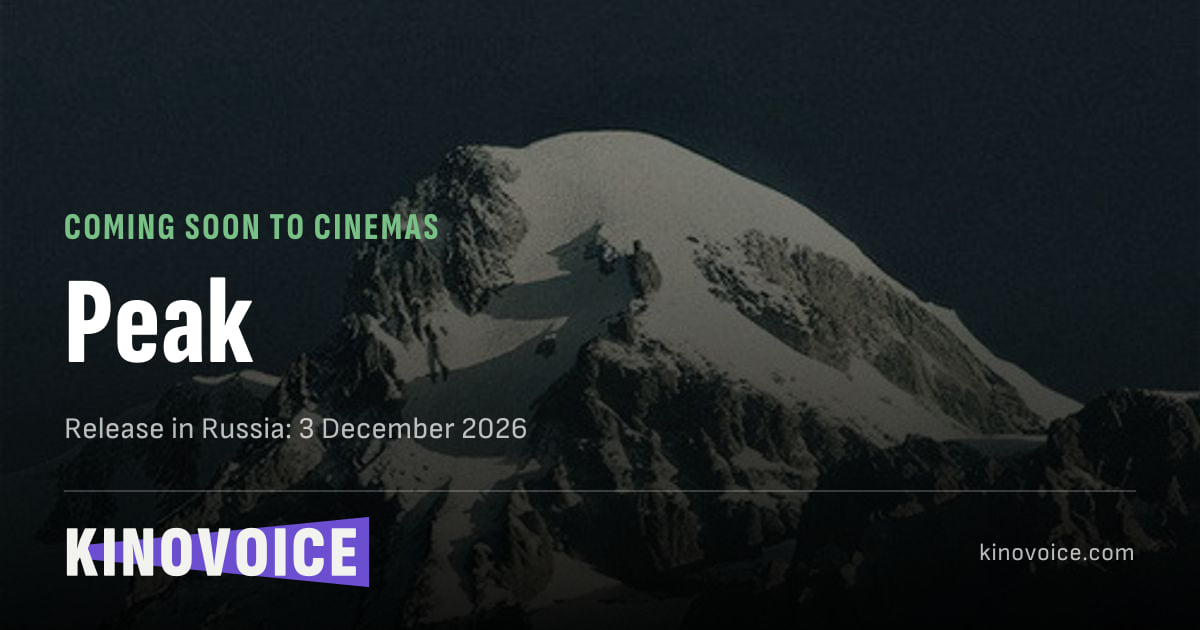 COMING SOON TO CINEMAS
Peak
Release in Russia: 3 December 2026
KINOVOICE
kinovoice.com